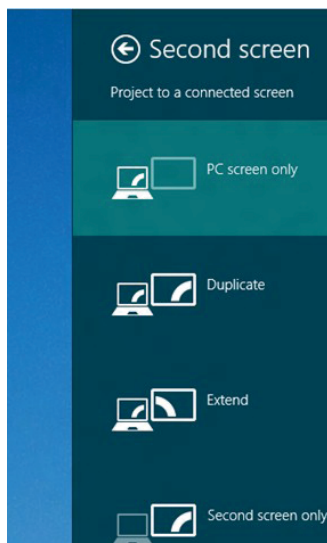 Second screen
Project to a connected screen
PC screen only
Duplicate
Extend
Second screen only